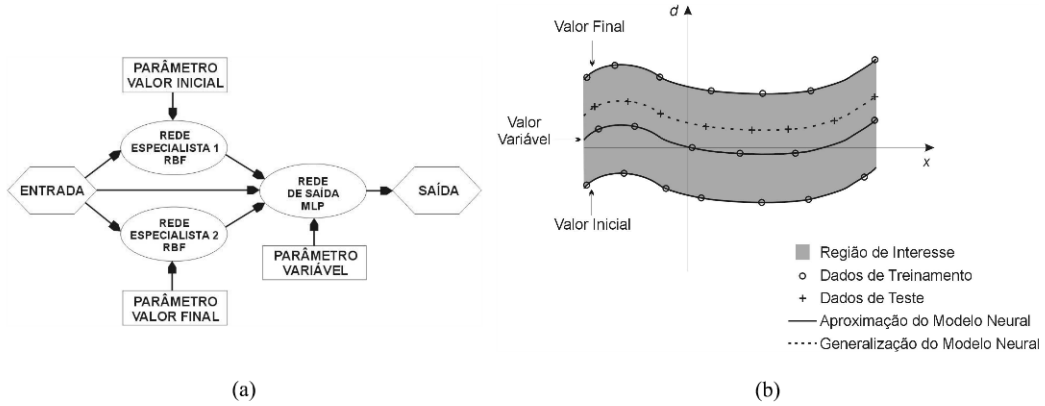 PARÂMETRO
VALOR INICIAL
REDE
ESPECIALISTA 1
RBF
ENTRADA
REDE
DE SAÍDA
MLP
SAÍDA
REDE
ESPECIALISTA 2
RBF
PARÂMETRO
VARIÁVEL
PARÂMETRO
VALOR FINAL
(a)
d
Valor Final
Valor
Variável
x
Valor Inicial
Região de Interesse
Dados de Treinamento
Dados de Teste
Aproximação do Modelo Neural
Generalização do Modelo Neural
(b)